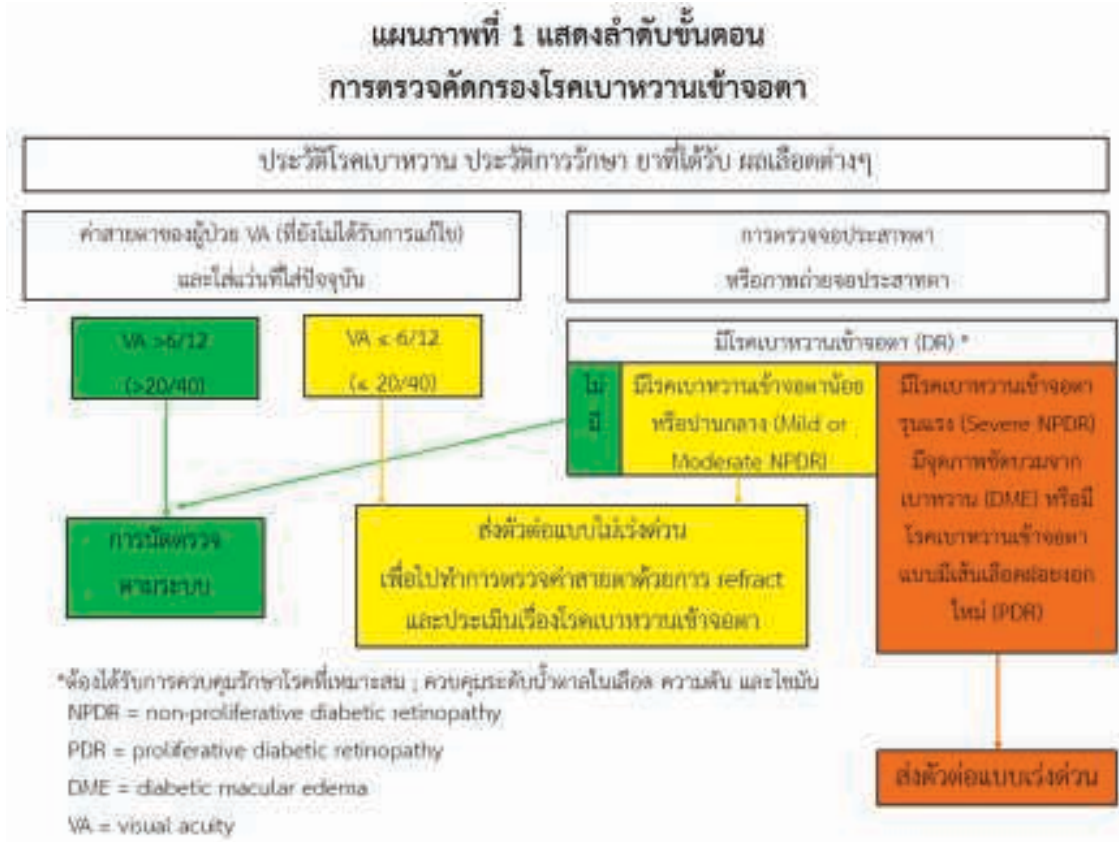 แผนภาพที่ 1 แสดงลำดับขั้นตอน
การตรวจคัดกรองโรคเบาหวานเข้าจอตา
ประวัติโรคเบาหวาน ประวัติการรักษา ยาที่ได้รับ ผลเลือดต่างๆ
ค่าสายตาของผู้ป่วย VA (ที่ยังไม่ได้รับการแก้ไข)
และใส่แว่นที่ใส่ปัจจุบัน
การตรวจจอประสาทตา
หรือภาพถ่ายจอประสาทตา
VA >6/12
(>20/40)
VA ≤ 6/12
(≤ 20/40)
มีโรคเบาหวานเข้าจอตา (DR) *
ไม่
มี
มีโรคเบาหวานเข้าจอตาน้อย
หรือปานกลาง (Mild or
Moderate NPDR)
มีโรคเบาหวานเข้าจอตา
รุนแรง (Severe NPDR)
มีจุดภาพชัดบวมจาก
เบาหวาน (DME) หรือมี
โรคเบาหวานเข้าจอตา
แบบมีเส้นเลือดฝอยงอก
ใหม่ (PDR)
การนัดตรวจ
ตามระบบ
ส่งตัวต่อแบบไม่เร่งด่วน
เพื่อไปทำการตรวจค่าสายตาด้วยการ refract
และประเมินเรื่องโรคเบาหวานเข้าจอตา
*ต้องได้รับการควบคุมรักษาโรคที่เหมาะสม ; ควบคุมระดับน้ำตาลในเลือด ความดัน และไขมัน
NPDR = non-proliferative diabetic retinopathy
PDR = proliferative diabetic retinopathy
DME = diabetic macular edema
VA = visual acuity
ส่งตัวต่อแบบเร่งด่วน